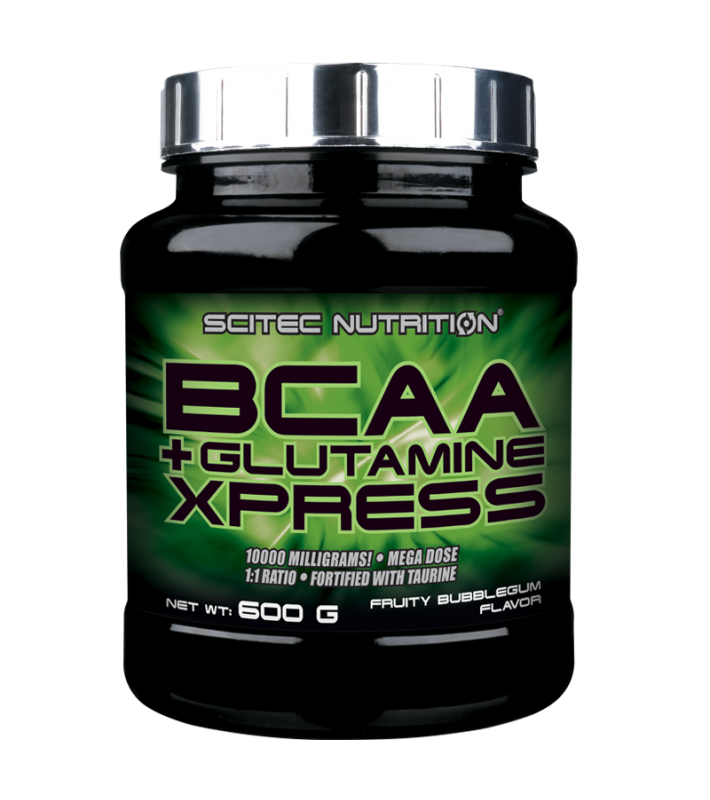 SCITEC NUTRITION®
BCAA
+GLUTAMINE
XPRESS
10000 MILLIGRAMS! • MEGA DOSE
1:1 RATIO • FORTIFIED WITH TAURINE
NET WT: 600 G
FRUITY BUBBLEGUM
FLAVOR